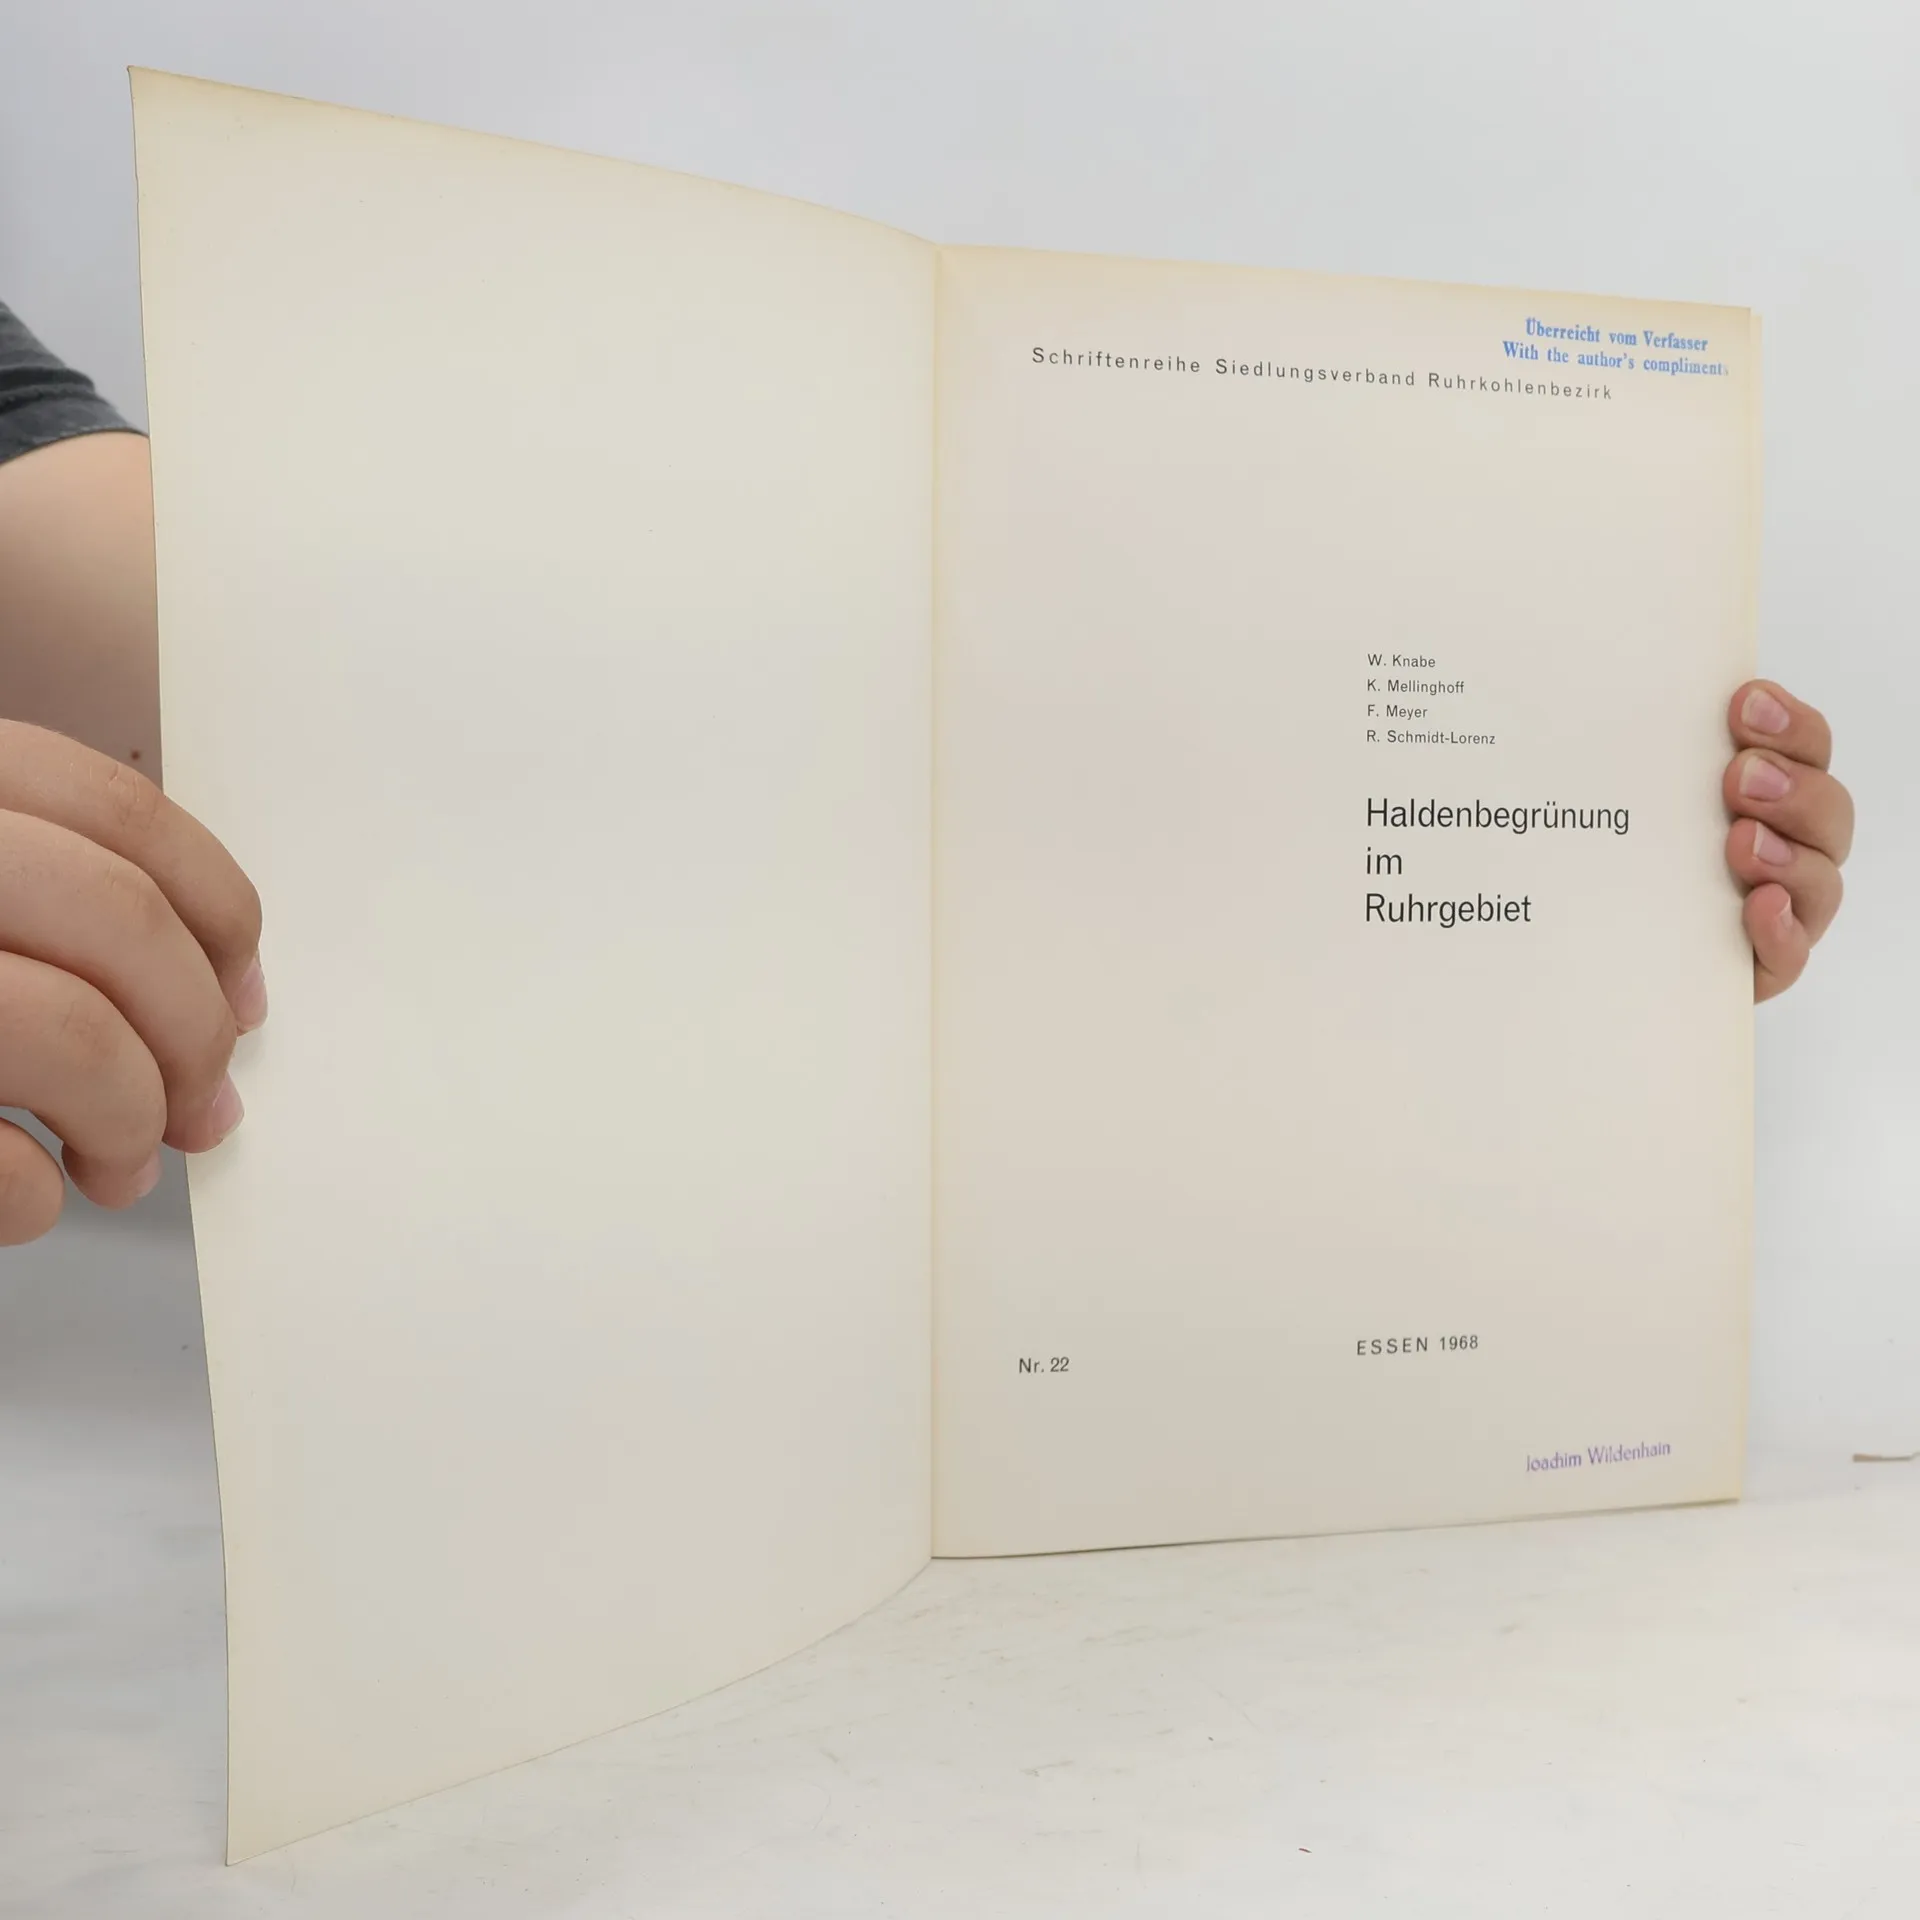 Überreicht vom Verfasser
With the author's compliments
Schriftenreihe Siedlungsverband Ruhrkohlenbezirk
W. Knabe
K. Mellinghoff
F. Meyer
R. Schmidt-Lorenz
Haldenbegrünung
im
Ruhrgebiet
Nr. 22
ESSEN 1968
Joachim Wildenhain